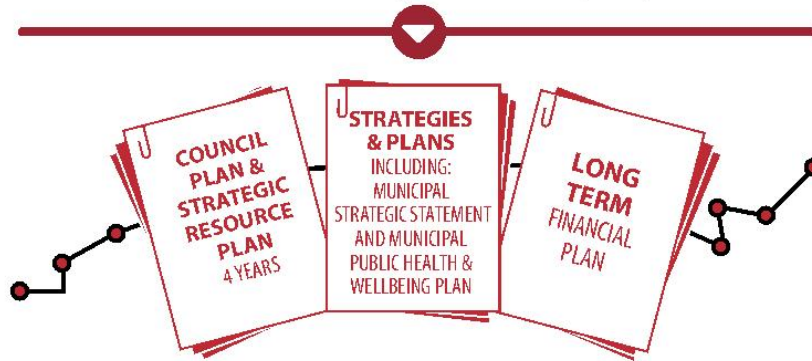 COUNCIL
PLAN &
STRATEGIC
RESOURCE
PLAN
4 YEARS
STRATEGIES
& PLANS
INCLUDING:
MUNICIPAL
STRATEGIC STATEMENT
AND MUNICIPAL
PUBLIC HEALTH &
WELLBEING PLAN
LONG
TERM
FINANCIAL
PLAN